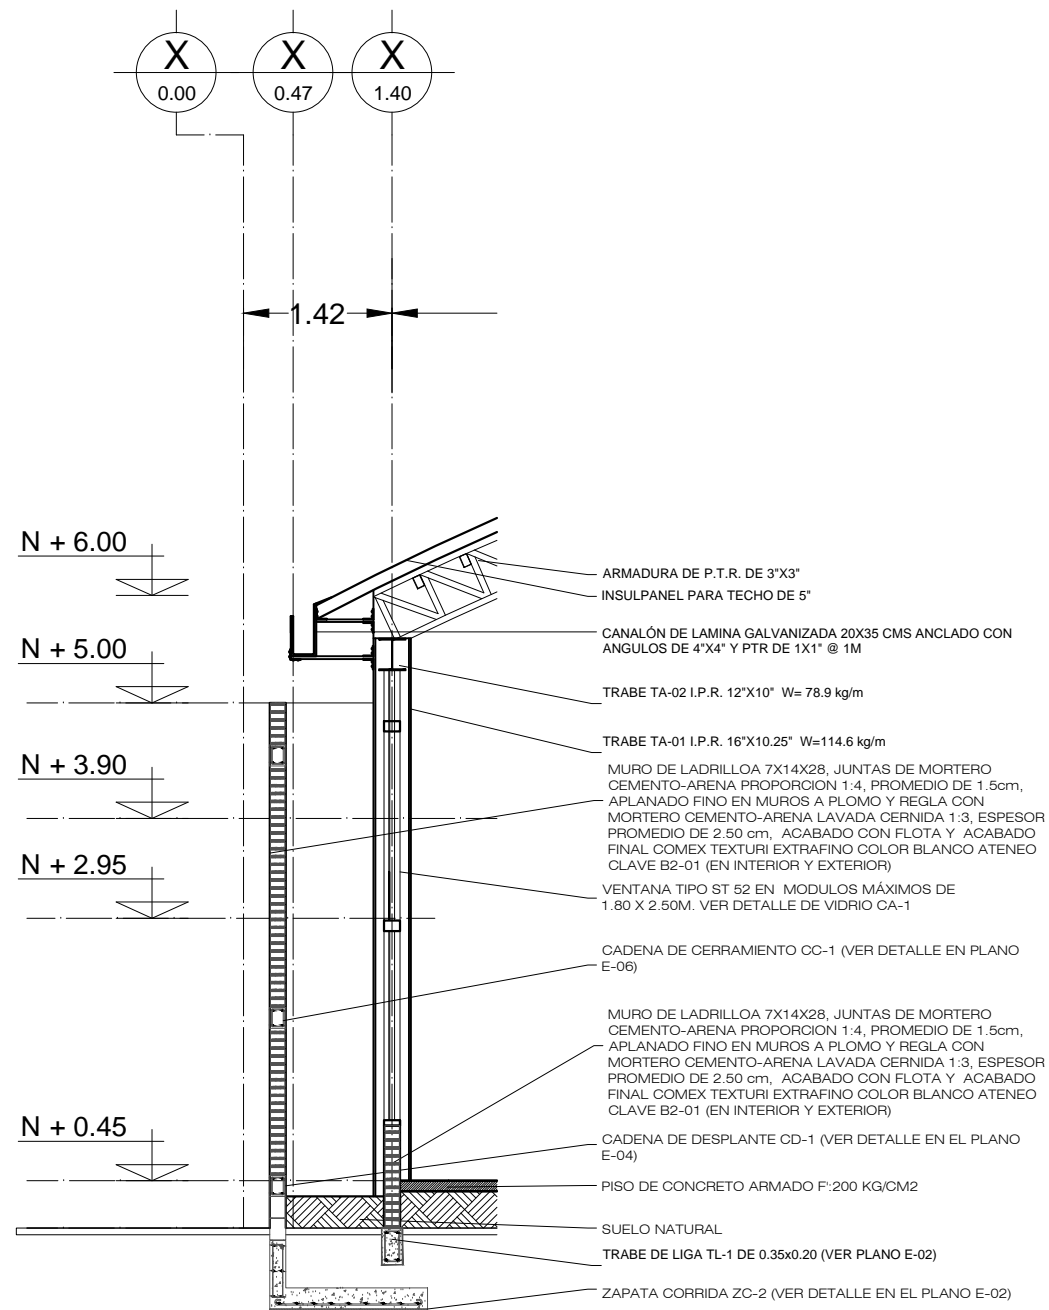 X X X
0.00 0.47 1.40
1.42
N + 6.00
ARMADURA DE P.T.R. DE 3"X3"
INSULPANEL PARA TECHO DE 5"
CANALÓN DE LAMINA GALVANIZADA 20X35 CMS ANCLADO CON
ANGULOS DE 4"X4" Y PTR DE 1X1" @ 1M
N + 5.00
TRABE TA-02 I.P.R. 12"X10" W= 78.9 kg/m
TRABE TA-01 I.P.R. 16"X10.25" W=114.6 kg/m
N + 3.90
MURO DE LADRILLOA 7X14X28, JUNTAS DE MORTERO
CEMENTO-ARENA PROPORCION 1:4, PROMEDIO DE 1.5cm,
APLANADO FINO EN MUROS A PLOMO Y REGLA CON
MORTERO CEMENTO-ARENA LAVADA CERNIDA 1:3, ESPESOR
PROMEDIO DE 2.50 cm, ACABADO CON FLOTA Y ACABADO
FINAL COMEX TEXTURI EXTRAFINO COLOR BLANCO ATENEO
CLAVE B2-01 (EN INTERIOR Y EXTERIOR)
N + 2.95
VENTANA TIPO ST 52 EN MODULOS MÁXIMOS DE
1.80 X 2.50M. VER DETALLE DE VIDRIO CA-1
CADENA DE CERRAMIENTO CC-1 (VER DETALLE EN PLANO
E-06)
MURO DE LADRILLOA 7X14X28, JUNTAS DE MORTERO
CEMENTO-ARENA PROPORCION 1:4, PROMEDIO DE 1.5cm,
APLANADO FINO EN MUROS A PLOMO Y REGLA CON
MORTERO CEMENTO-ARENA LAVADA CERNIDA 1:3, ESPESOR
PROMEDIO DE 2.50 cm, ACABADO CON FLOTA Y ACABADO
FINAL COMEX TEXTURI EXTRAFINO COLOR BLANCO ATENEO
CLAVE B2-01 (EN INTERIOR Y EXTERIOR)
N + 0.45
CADENA DE DESPLANTE CD-1 (VER DETALLE EN EL PLANO
E-04)
PISO DE CONCRETO ARMADO F':200 KG/CM2
SUELO NATURAL
TRABE DE LIGA TL-1 DE 0.35x0.20 (VER PLANO E-02)
ZAPATA CORRIDA ZC-2 (VER DETALLE EN EL PLANO E-02)